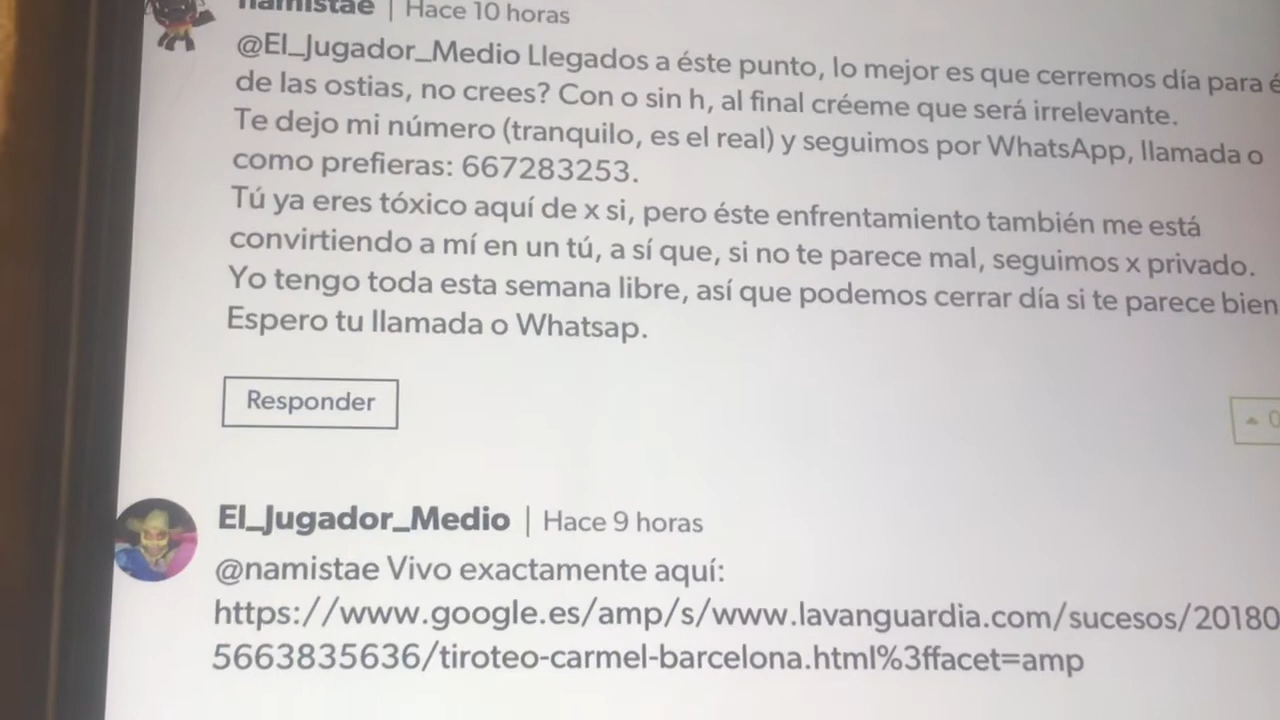 namistae | Hace 10 horas
@El_Jugador_Medio Llegados a éste punto, lo mejor es que cerremos día para
de las ostias, no crees? Con o sin h, al final créeme que será irrelevante.
Te dejo mi número (tranquilo, es el real) y seguimos por WhatsApp, llamada o
como prefieras: 667283253.
Tú ya eres tóxico aquí de x si, pero éste enfrentamiento también me está
convirtiendo a mí en un tú, a sí que, si no te parece mal, seguimos x privado.
Yo tengo toda esta semana libre, así que podemos cerrar día si te parece bien
Espero tu llamada o Whatsap.
Responder
0
El_Jugador_Medio | Hace 9 horas
@namistae Vivo exactamente aquí:
https://www.google.es/amp/s/www.lavanguardia.com/sucesos/20180
5663835636/tiroteo-carmel-barcelona.html%3ffacet=amp